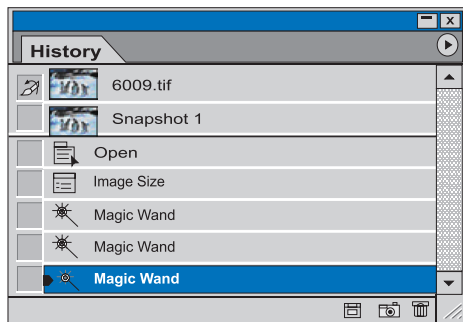 History
6009.tif
Snapshot 1
Open
Image Size
Magic Wand
Magic Wand
Magic Wand